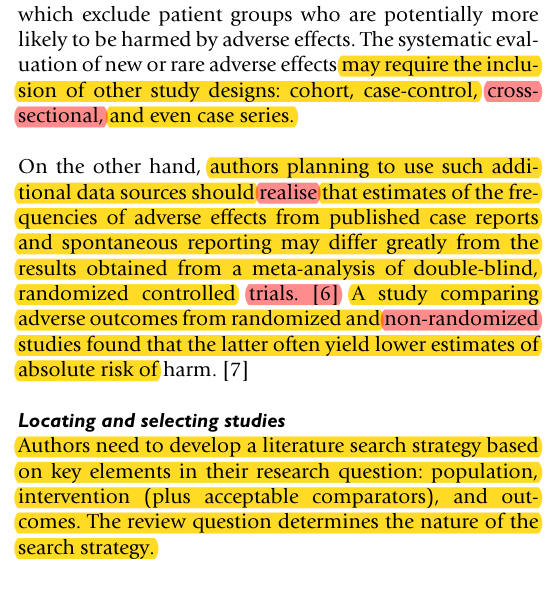 which exclude patient groups who are potentially more
likely to be harmed by adverse effects. The systematic eval-
uation of new or rare adverse effects may require the inclu-
sion of other study designs: cohort, case-control, cross-
sectional, and even case series.
On the other hand, authors planning to use such addi-
tional data sources should realise that estimates of the fre-
quencies of adverse effects from published case reports
and spontaneous reporting may differ greatly from the
results obtained from a meta-analysis of double-blind,
randomized controlled trials. [6] A study comparing
adverse outcomes from randomized and non-randomized
studies found that the latter often yield lower estimates of
absolute risk of harm. [7]
Locating and selecting studies
Authors need to develop a literature search strategy based
on key elements in their research question: population,
intervention (plus acceptable comparators), and out-
comes. The review question determines the nature of the
search strategy.